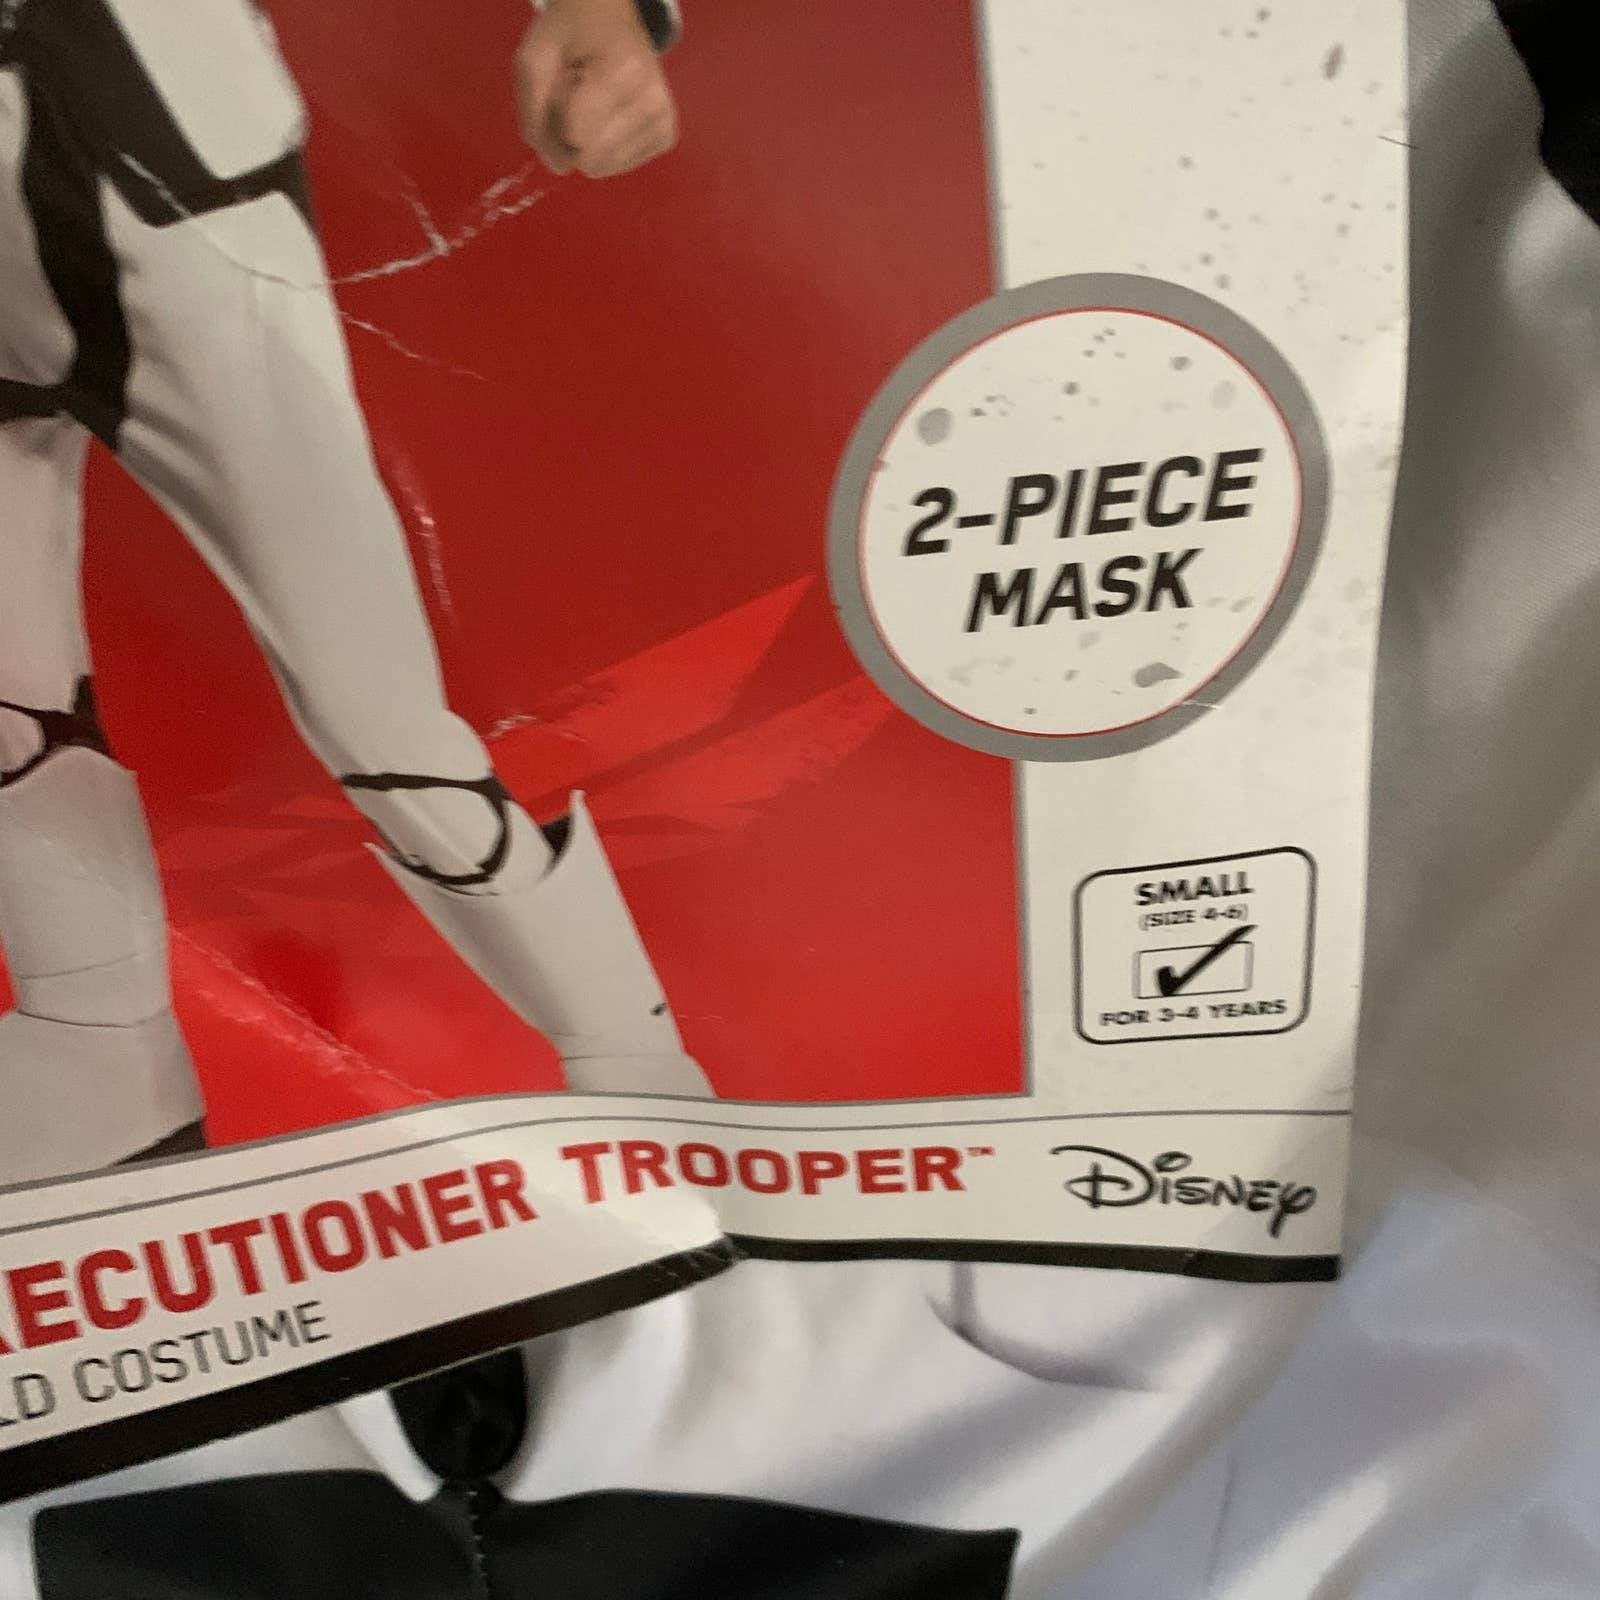 2-PIECE
MASK
SMALL
(SIZE 4-6)
FOR 3-4 YEARS
ECUTIONER TROOPER™
Disney
LD COSTUME